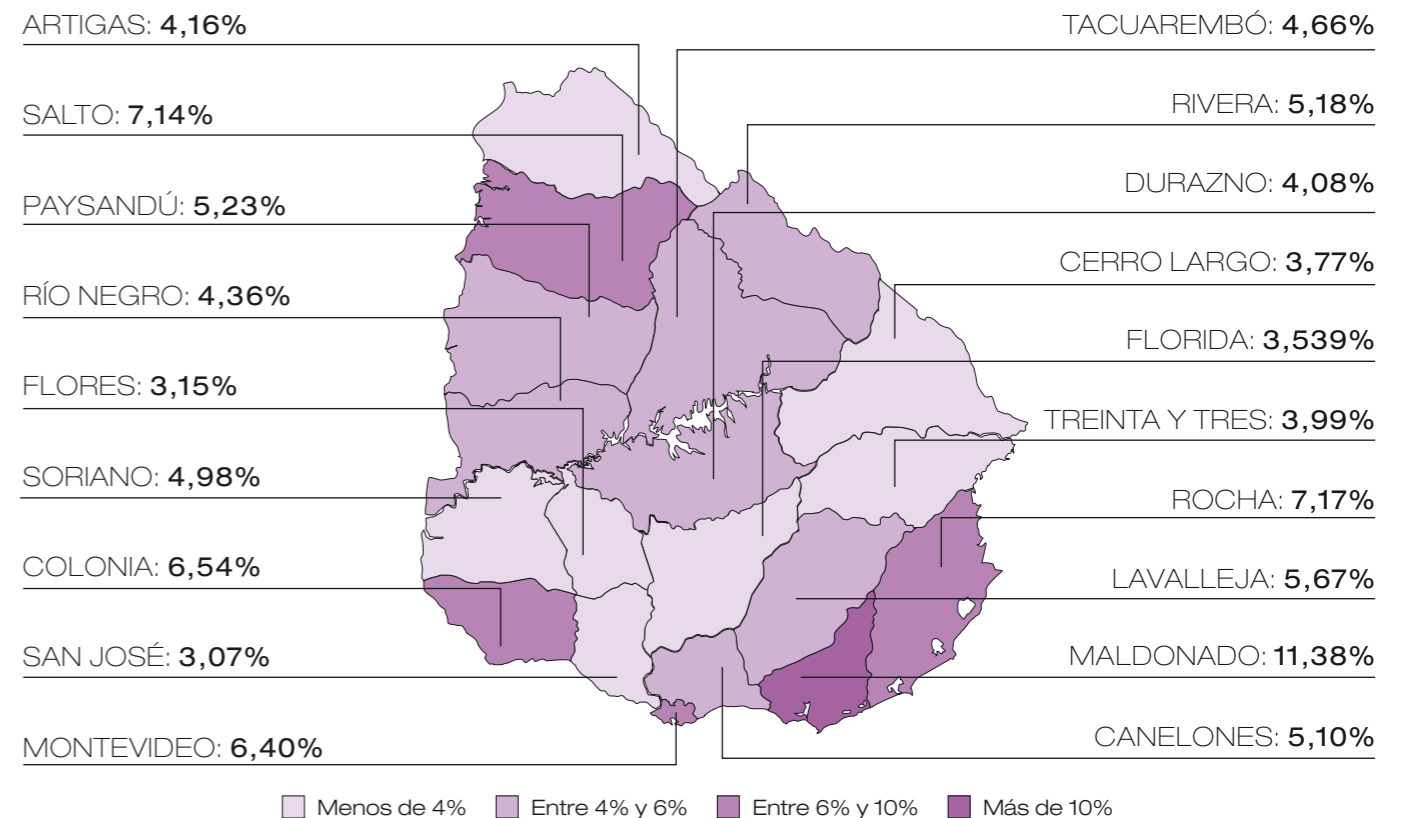 ARTIGAS: 4,16%
SALTO: 7,14%
PAYSANDÚ: 5,23%
RÍO NEGRO: 4,36%
FLORES: 3,15%
SORIANO: 4,98%
COLONIA: 6,54%
SAN JOSÉ: 3,07%
MONTEVIDEO: 6,40%
TACUAREMBÓ: 4,66%
RIVERA: 5,18%
DURAZNO: 4,08%
CERRO LARGO: 3,77%
FLORIDA: 3,539%
TREINTA Y TRES: 3,99%
ROCHA: 7,17%
LAVALLEJA: 5,67%
MALDONADO: 11,38%
CANELONES: 5,10%
Menos de 4%
Entre 4% y 6%
Entre 6% y 10%
Más de 10%